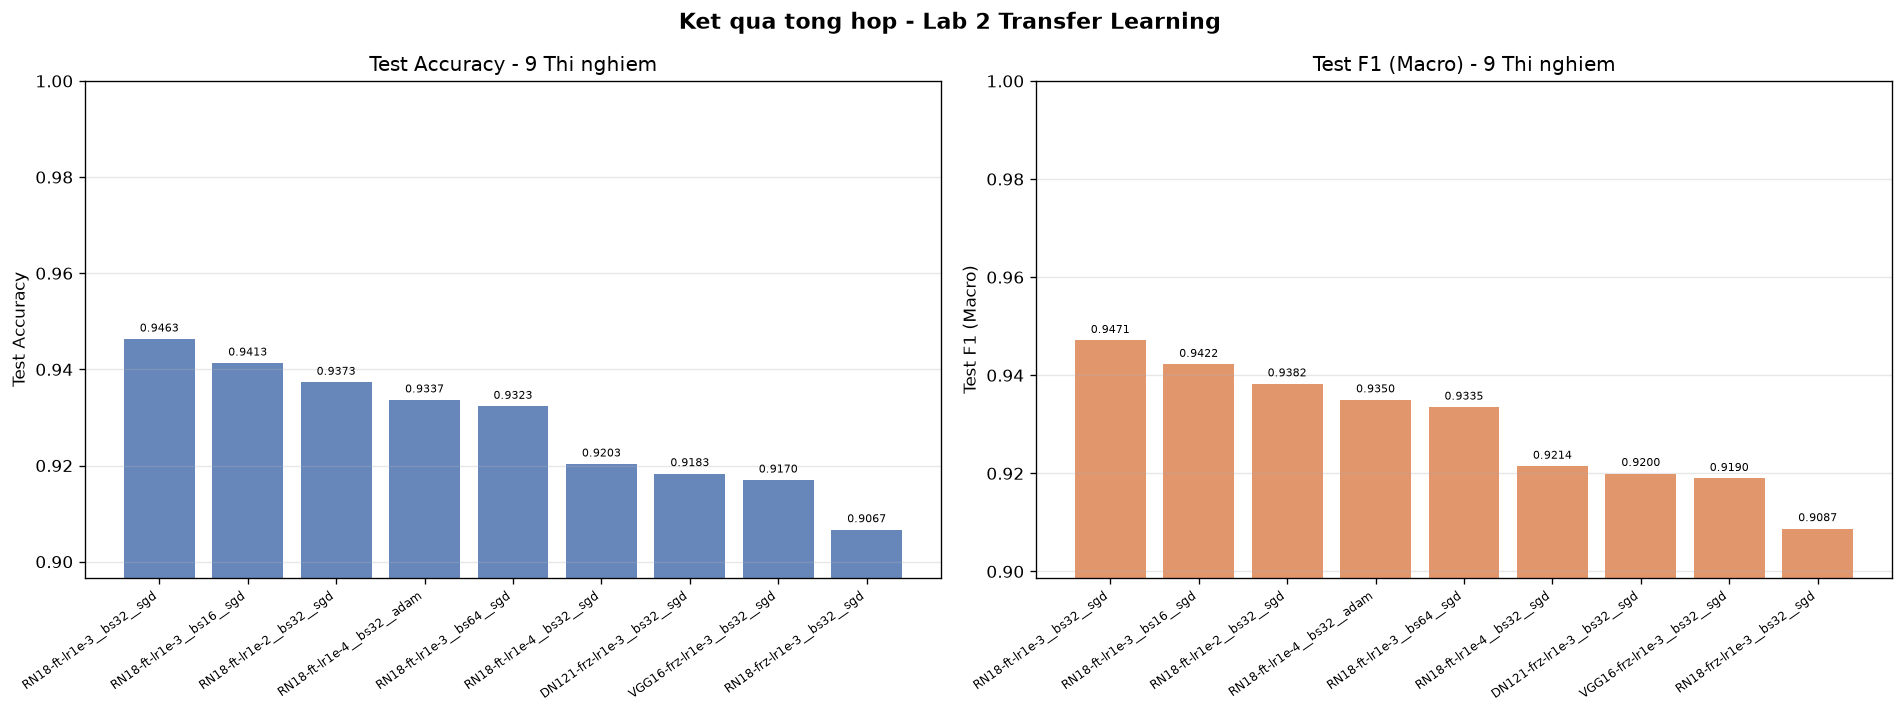 Ket qua tong hop - Lab 2 Transfer Learning
Test Accuracy - 9 Thi nghiem
Test Accuracy
1.00
0.98
0.96
0.94
0.92
0.90
0.9463
0.9413
0.9373
0.9337
0.9323
0.9203
0.9183
0.9170
0.9067
RN18-ft-lr1e-3__bs32__sgd
RN18-ft-lr1e-3__bs16__sgd
RN18-ft-lr1e-2__bs32__sgd
RN18-ft-lr1e-4__bs32__adam
RN18-ft-lr1e-3__bs64__sgd
RN18-ft-lr1e-4__bs32__sgd
DN121-frz-lr1e-3__bs32__sgd
VGG16-frz-lr1e-3__bs32__sgd
RN18-frz-lr1e-3__bs32__sgd
Test F1 (Macro) - 9 Thi nghiem
Test F1 (Macro)
1.00
0.98
0.96
0.94
0.92
0.90
0.9471
0.9422
0.9382
0.9350
0.9335
0.9214
0.9200
0.9190
0.9087
RN18-ft-lr1e-3__bs32__sgd
RN18-ft-lr1e-3__bs16__sgd
RN18-ft-lr1e-2__bs32__sgd
RN18-ft-lr1e-4__bs32__adam
RN18-ft-lr1e-3__bs64__sgd
RN18-ft-lr1e-4__bs32__sgd
DN121-frz-lr1e-3__bs32__sgd
VGG16-frz-lr1e-3__bs32__sgd
RN18-frz-lr1e-3__bs32__sgd